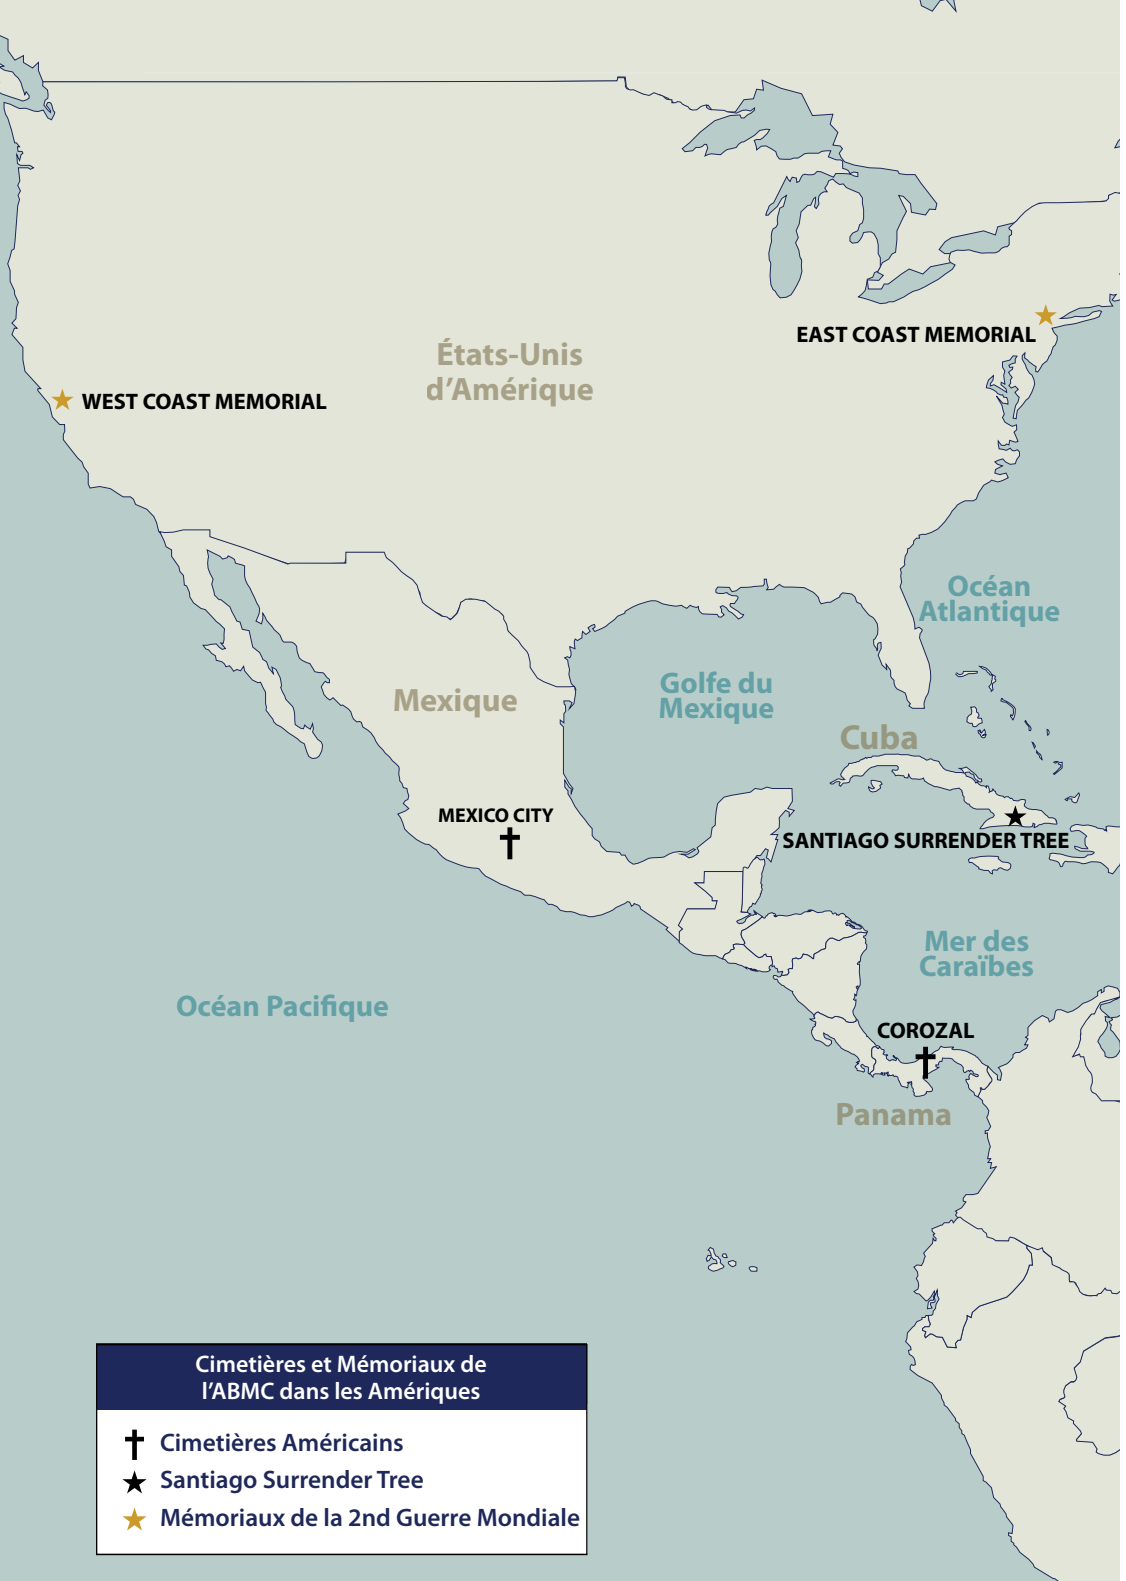 EAST COAST MEMORIAL
États-Unis
d'Amérique
WEST COAST MEMORIAL
Océan
Atlantique
Golfe du
Mexique
Mexique
Cuba
MEXICO CITY
SANTIAGO SURRENDER TREE
Mer des
Caraïbes
Océan Pacifique
COROZAL
Panama
Cimetières et Mémoriaux de
l'ABMC dans les Amériques
Cimetières Américains
Santiago Surrender Tree
Mémoriaux de la 2nd Guerre Mondiale